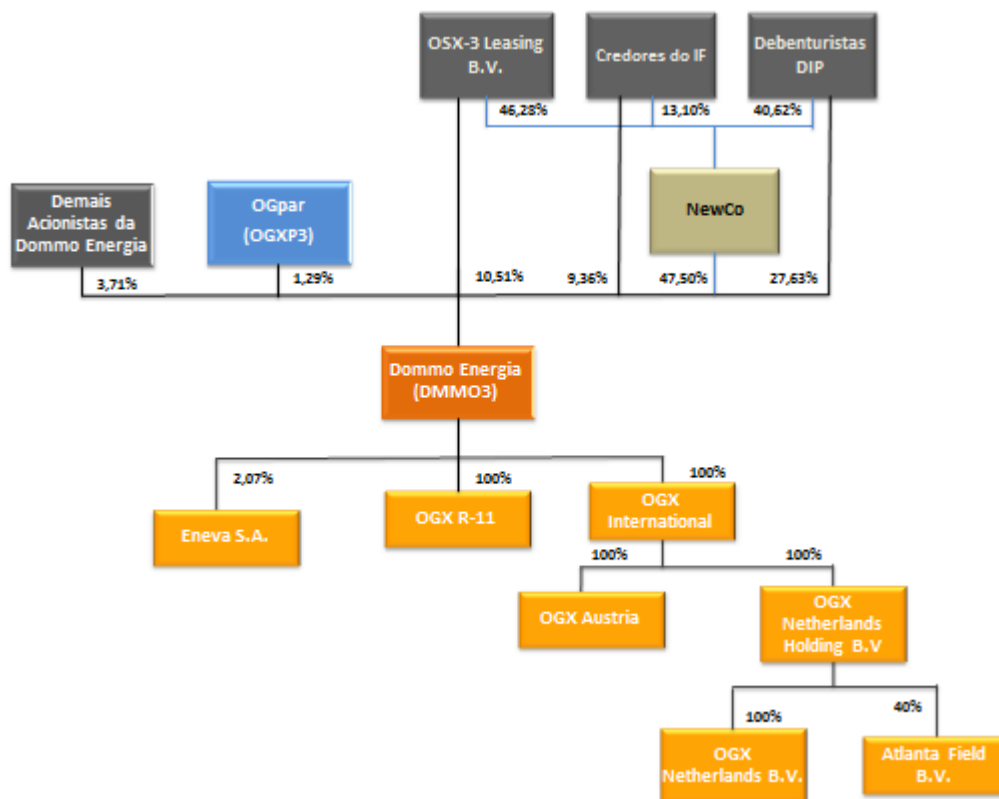 OSX-3 Leasing
B.V.
Credores do IF
Debenturistas
DIP
46,28%
13,10%
40,62%
Demais
Acionistas da
Dommo Energia
OGpar
(OGXP3)
NewCo
3,71%
1,29%
10,51%
9,36%
47,50%
27,63%
Dommo Energia
(DMMO3)
2,07%
100%
100%
Eneva S.A.
OGX R-11
OGX
International
100%
100%
OGX Austria
OGX
Netherlands
Holding B.V
100%
40%
OGX
Netherlands B.V.
Atlanta Field
B.V.